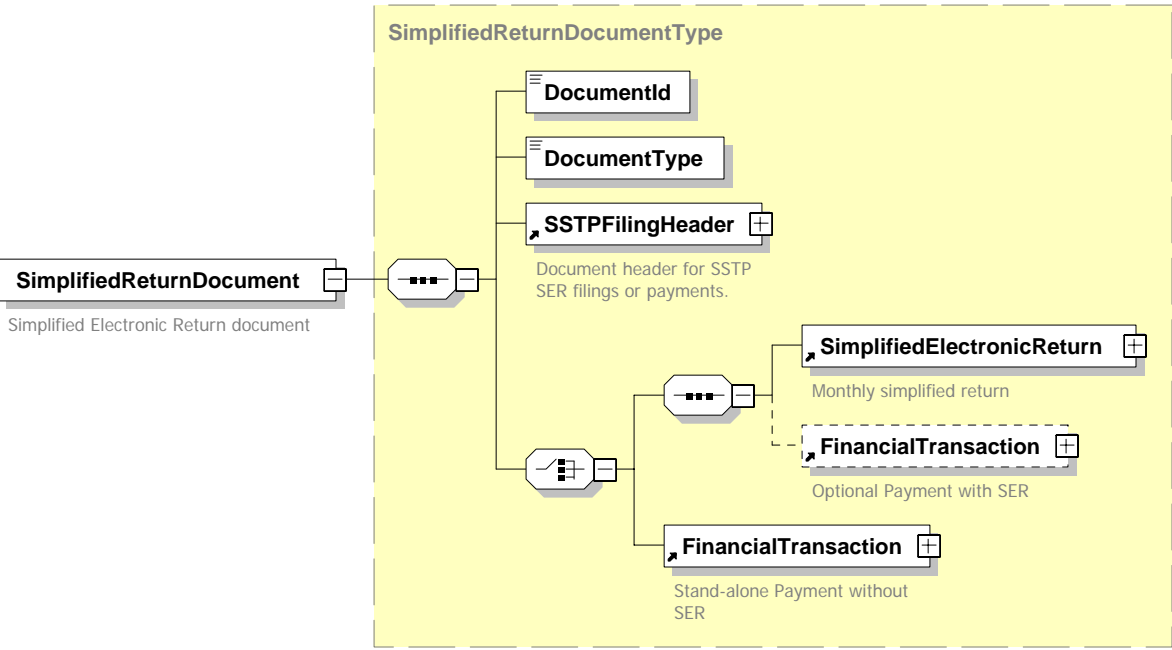 SimplifiedReturnDocumentType
DocumentId
DocumentType
SSTPFilingHeader
Document header for SSTP
SER filings or payments.
SimplifiedReturnDocument
Simplified Electronic Return document
SimplifiedElectronicReturn
Monthly simplified return
FinancialTransaction
Optional Payment with SER
FinancialTransaction
Stand-alone Payment without
SER